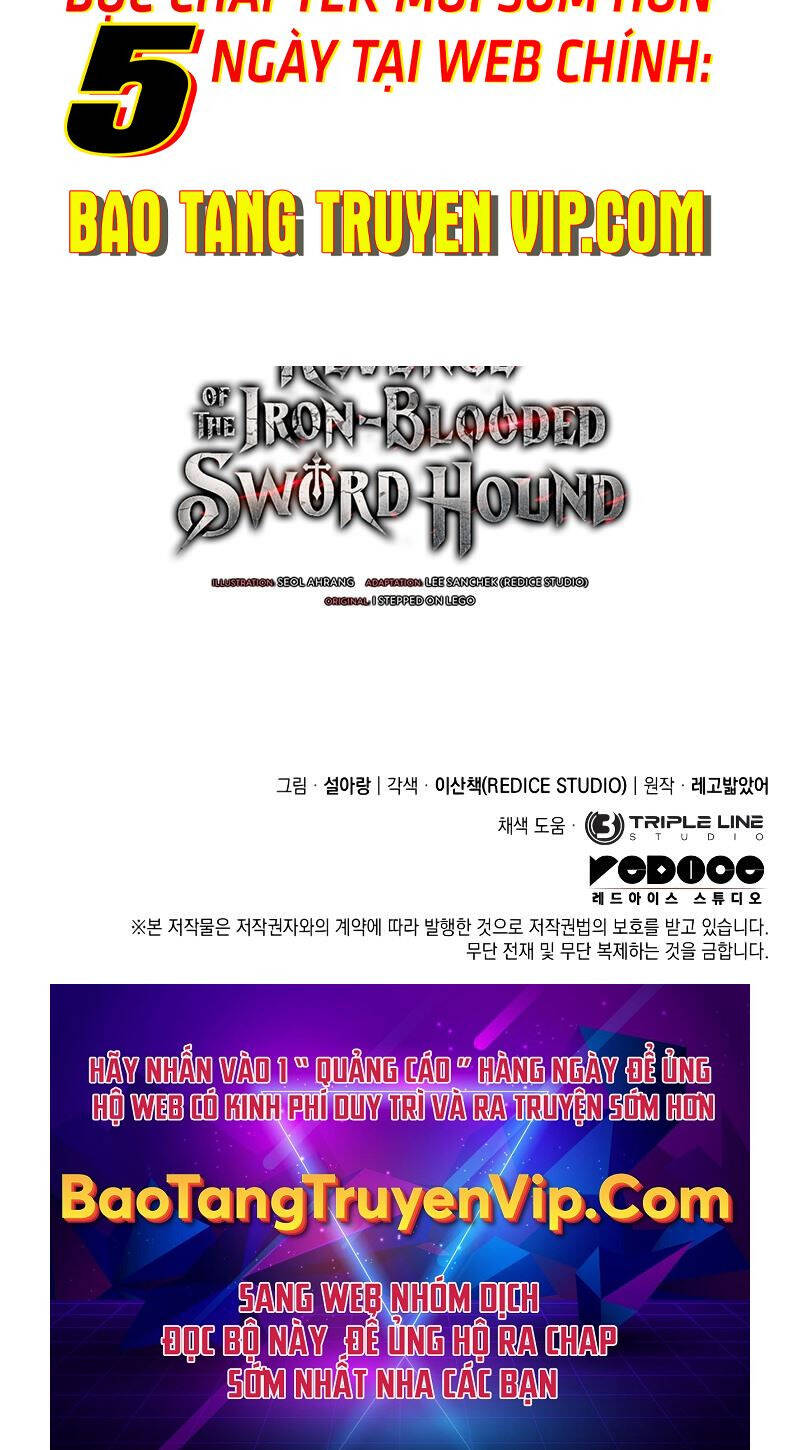 ĐỌC CHAPTER MỚI SỚM HƠN
5 NGÀY TẠI WEB CHÍNH:
BAO TANG TRUYEN VIP.COM
REVENGE
OF THE IRON-BLOODED
SWORD HOUND
ILLUSTRATION: SEOL AHRANG ADAPTATION: LEE SANCHEK (REDICE STUDIO)
ORIGINAL: I STEPPED ON LEGO
그림 · 설아랑 | 각색 · 이산책(REDICE STUDIO) | 원작 · 레고밟았어
채색 도움 · 3 TRIPLE LINE
STUDIO
REDICE
레드아이스 스튜디오
※본 저작물은 저작권자와의 계약에 따라 발행한 것으로 저작권법의 보호를 받고 있습니다.
무단 전재 및 무단 복제하는 것을 금합니다.
HÃY NHẤN VÀO 1 “ QUẢNG CÁO ” HÀNG NGÀY ĐỂ ỦNG
HỘ WEB CÓ KINH PHÍ DUY TRÌ VÀ RA TRUYỆN SỚM HƠN
BaoTangTruyenVip.Com
SANG WEB NHÓM DỊCH
ĐỌC BỘ NÀY ĐỂ ỦNG HỘ RA CHAP
SỚM NHẤT NHA CÁC BẠN